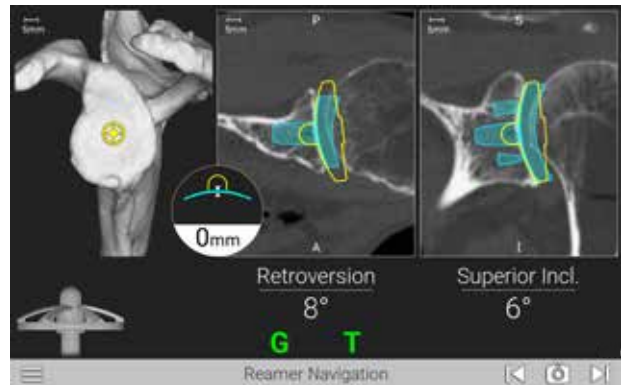 5mm
5mm
P
5mm
S
0mm
A
I
Retroversion
Superior Incl.
8°
6°
G
T
Reamer Navigation